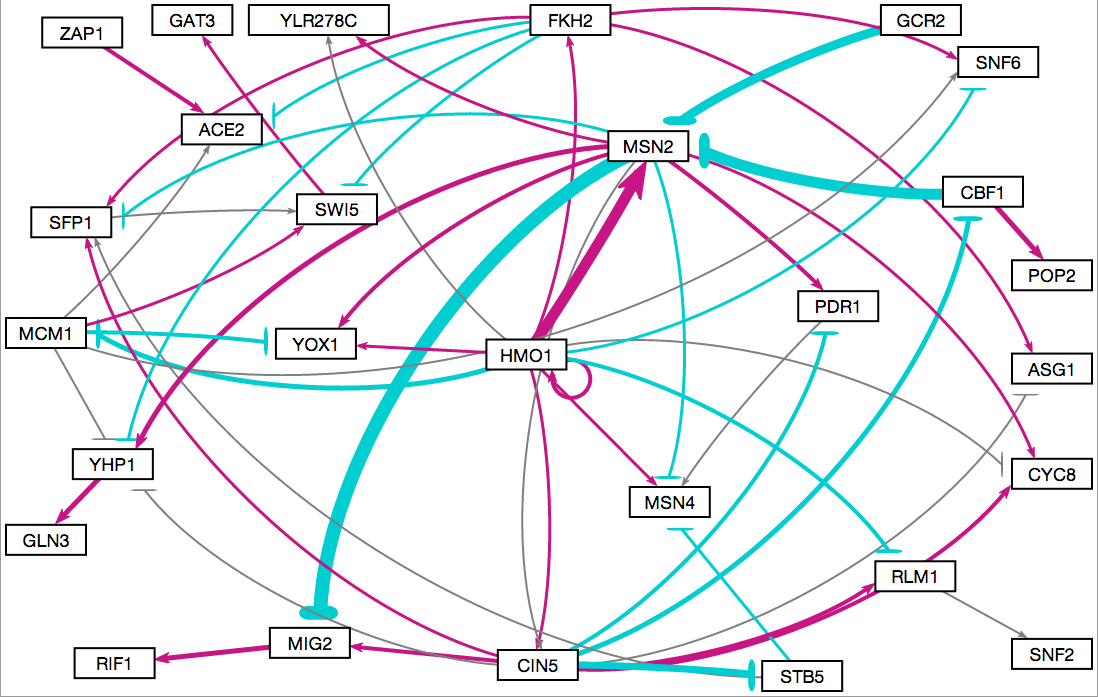 ZAP1
GAT3
YLR278C
FKH2
GCR2
SNF6
ACE2
MSN2
CBF1
SFP1
SWI5
POP2
PDR1
MCM1
YOX1
HMO1
ASG1
YHP1
CYC8
MSN4
GLN3
RLM1
MIG2
RIF1
CIN5
SNF2
STB5